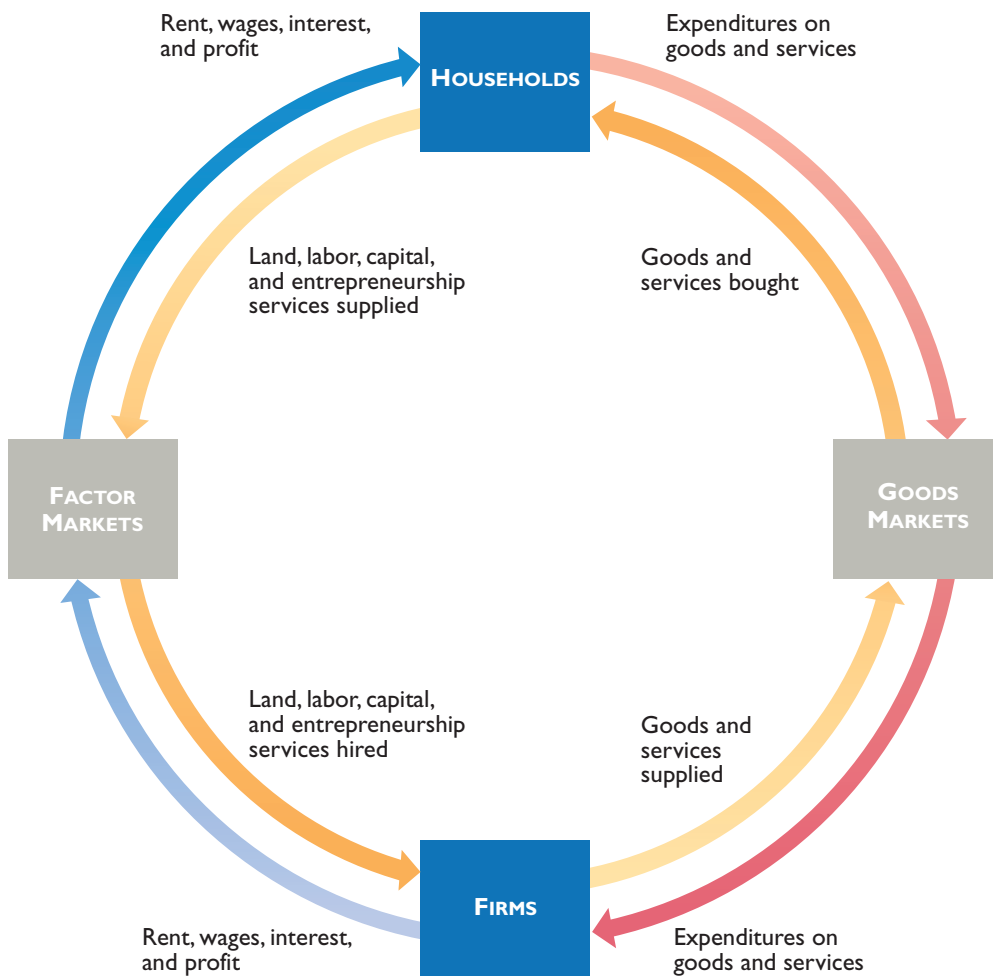 Rent, wages, interest,
and profit
HOUSEHOLDS
Expenditures on
goods and services
Land, labor, capital,
and entrepreneurship
services supplied
Goods and
services bought
FACTOR
MARKETS
GOODS
MARKETS
Land, labor, capital,
and entrepreneurship
services hired
Goods and
services
supplied
FIRMS
Rent, wages, interest,
and profit
Expenditures on
goods and services